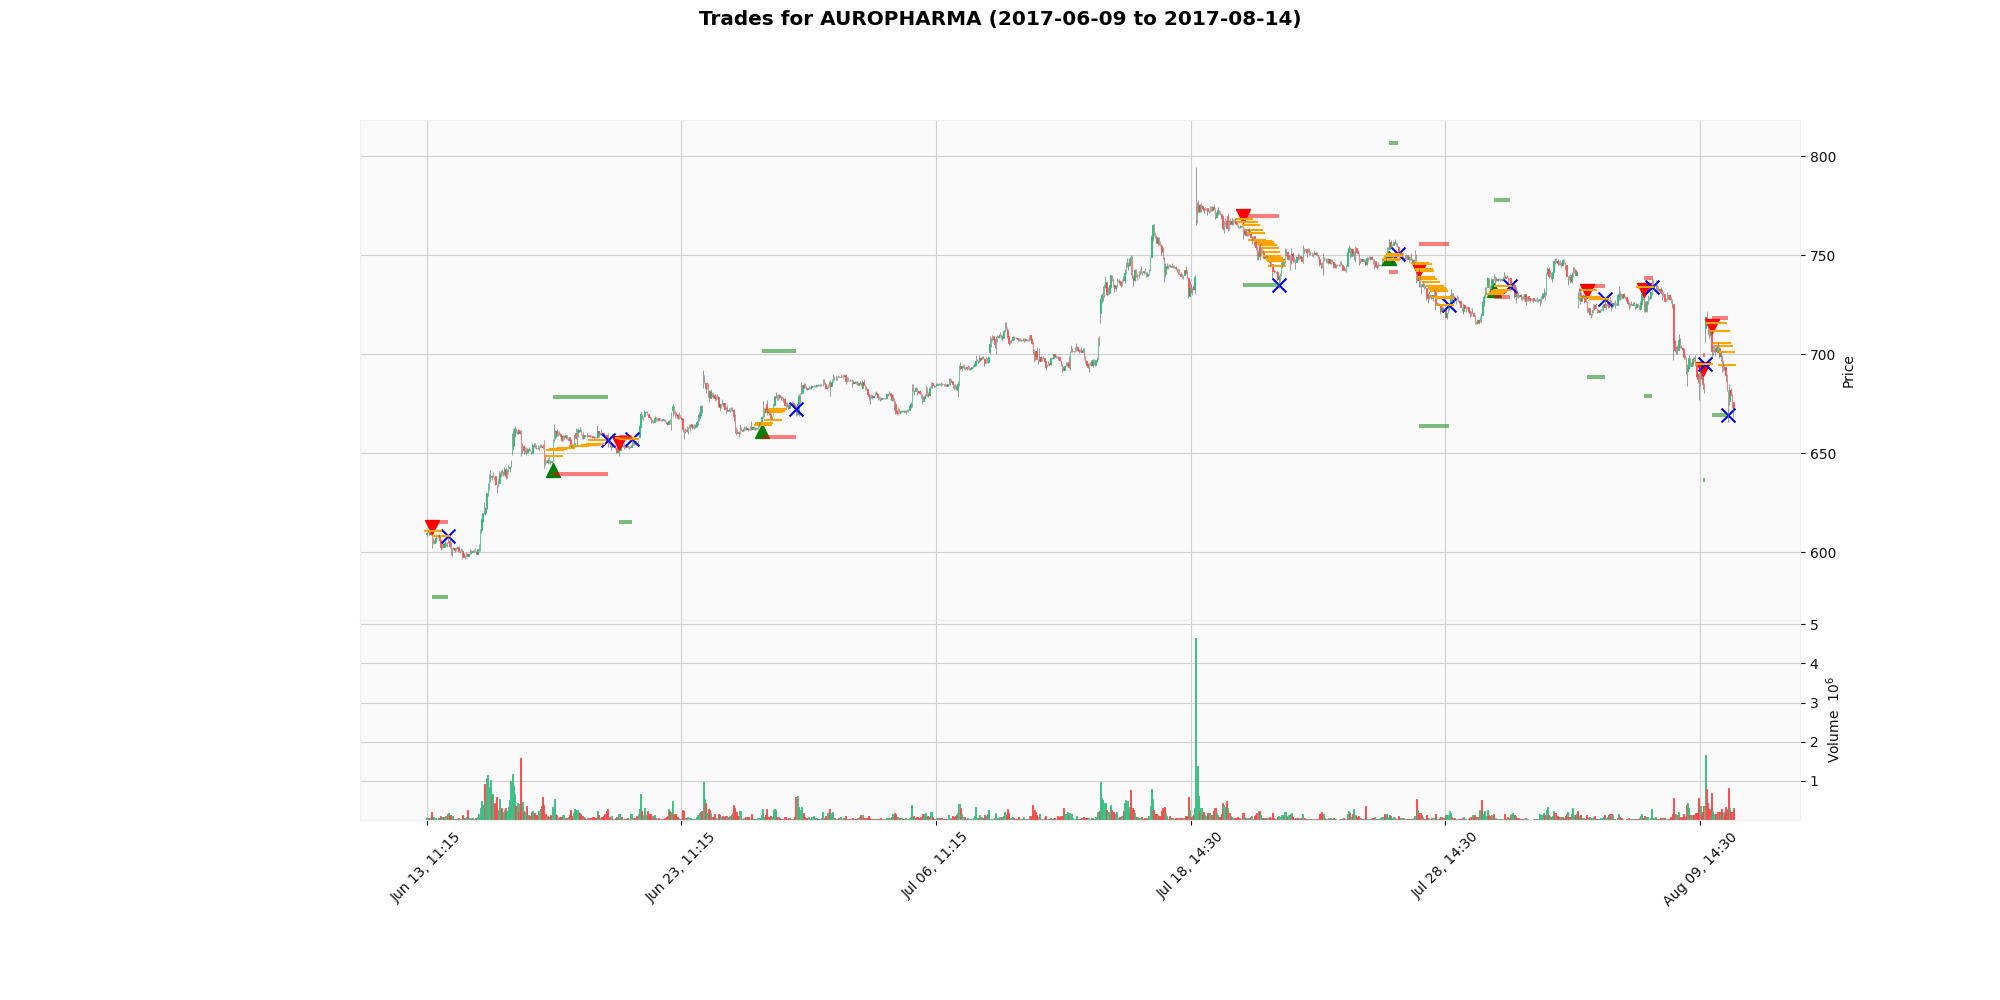 Trades for AUROPHARMA (2017-06-09 to 2017-08-14)
800
750
700
650
600
Price
5
4
3
2
1
Volume 10⁶
Jun 13, 11:15
Jun 23, 11:15
Jul 06, 11:15
Jul 18, 14:30
Jul 28, 14:30
Aug 09, 14:30